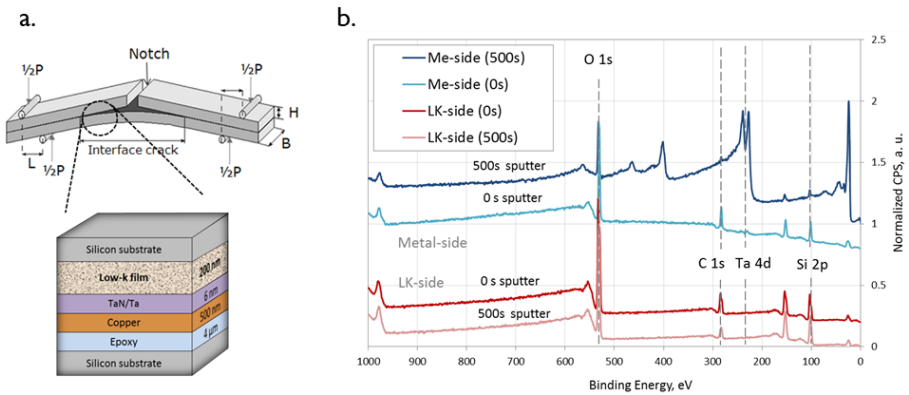 a.
Notch
½P
½P
H
B
L
½P
Interface crack
½P
Silicon substrate
Low-k film
200 nm
TaN/Ta
6 nm
Copper
500 nm
Epoxy
4 µm
Silicon substrate
b.
Me-side (500s)
Me-side (0s)
LK-side (0s)
LK-side (500s)
O 1s
500s sputter
0 s sputter
Metal-side
LK-side
C 1s
Ta 4d
Si 2p
0 s sputter
500s sputter
2.5
2
1.5
1
0.5
0
Normalized CPS, a. u.
1000 900 800 700 600 500 400 300 200 100 0
Binding Energy, eV